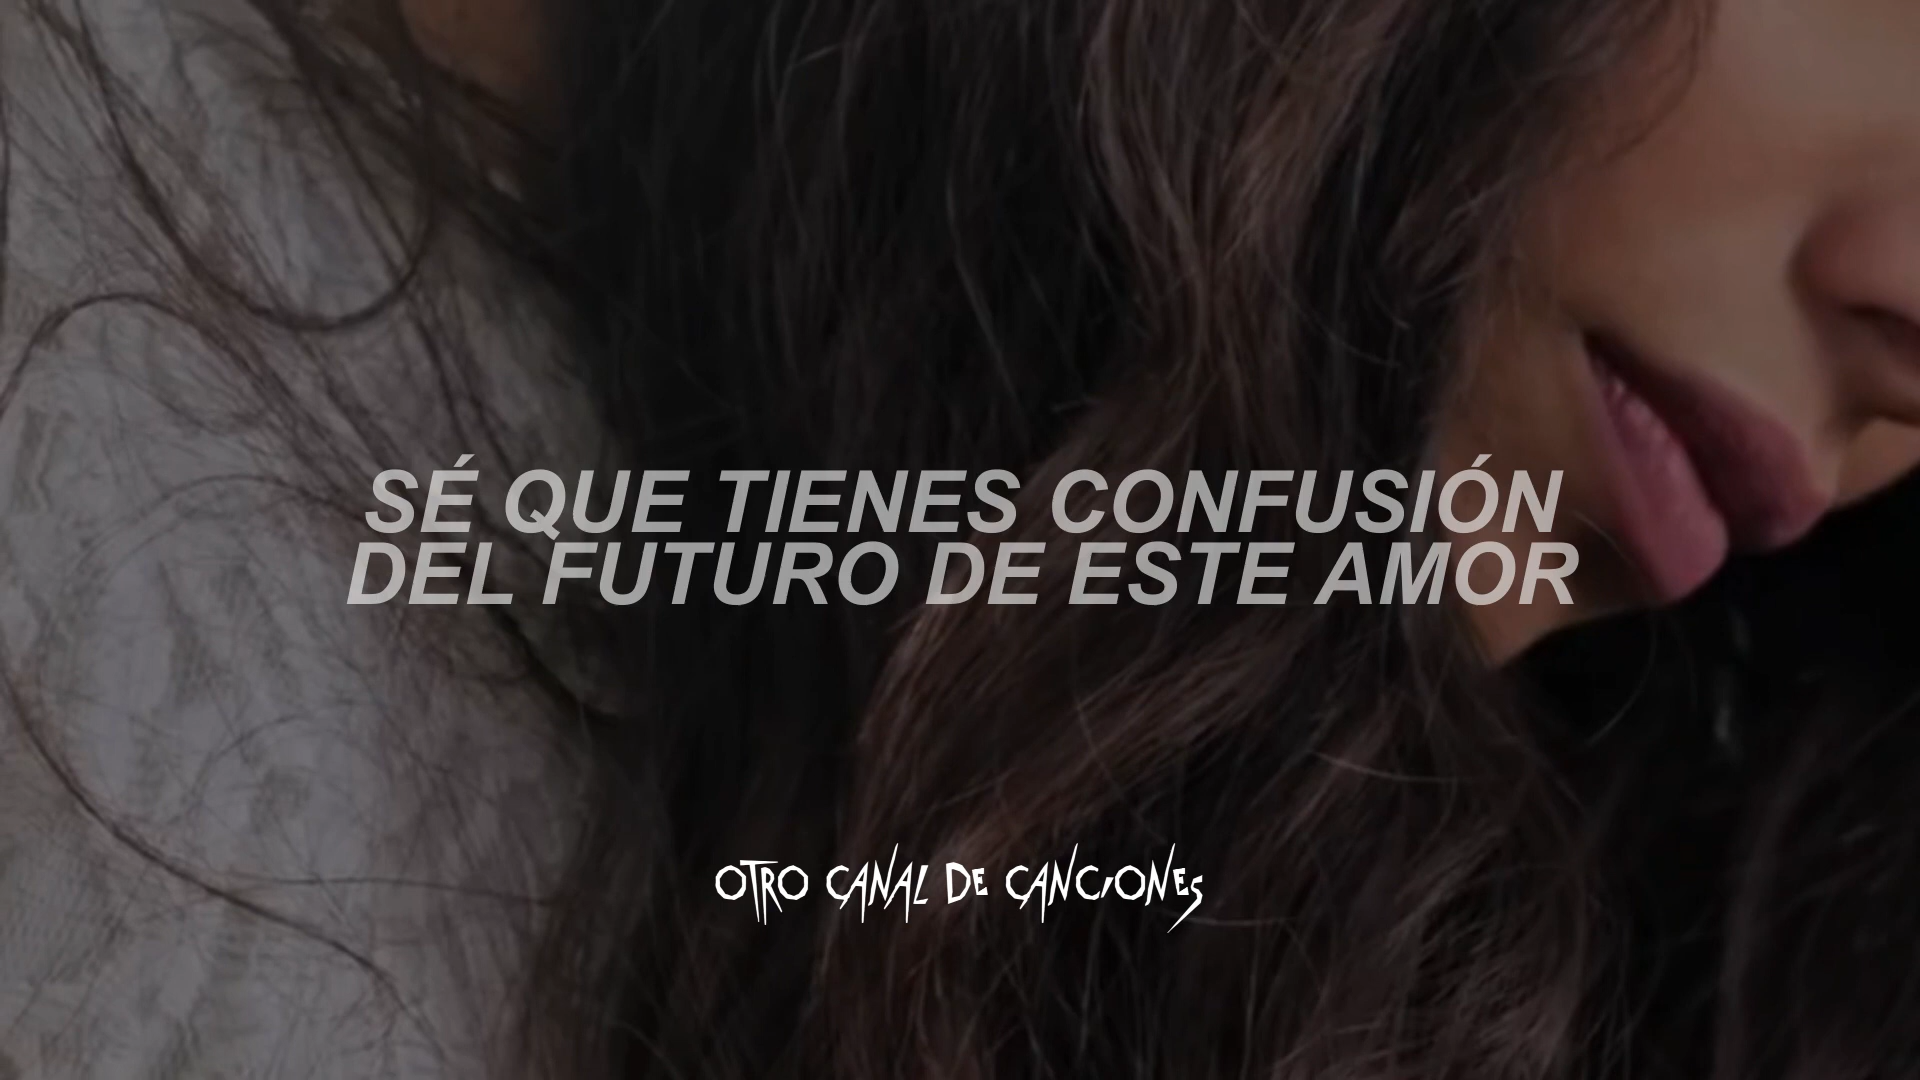 SÉ QUE TIENES CONFUSIÓN
DEL FUTURO DE ESTE AMOR
OTRO CANAL DE CANCIONES